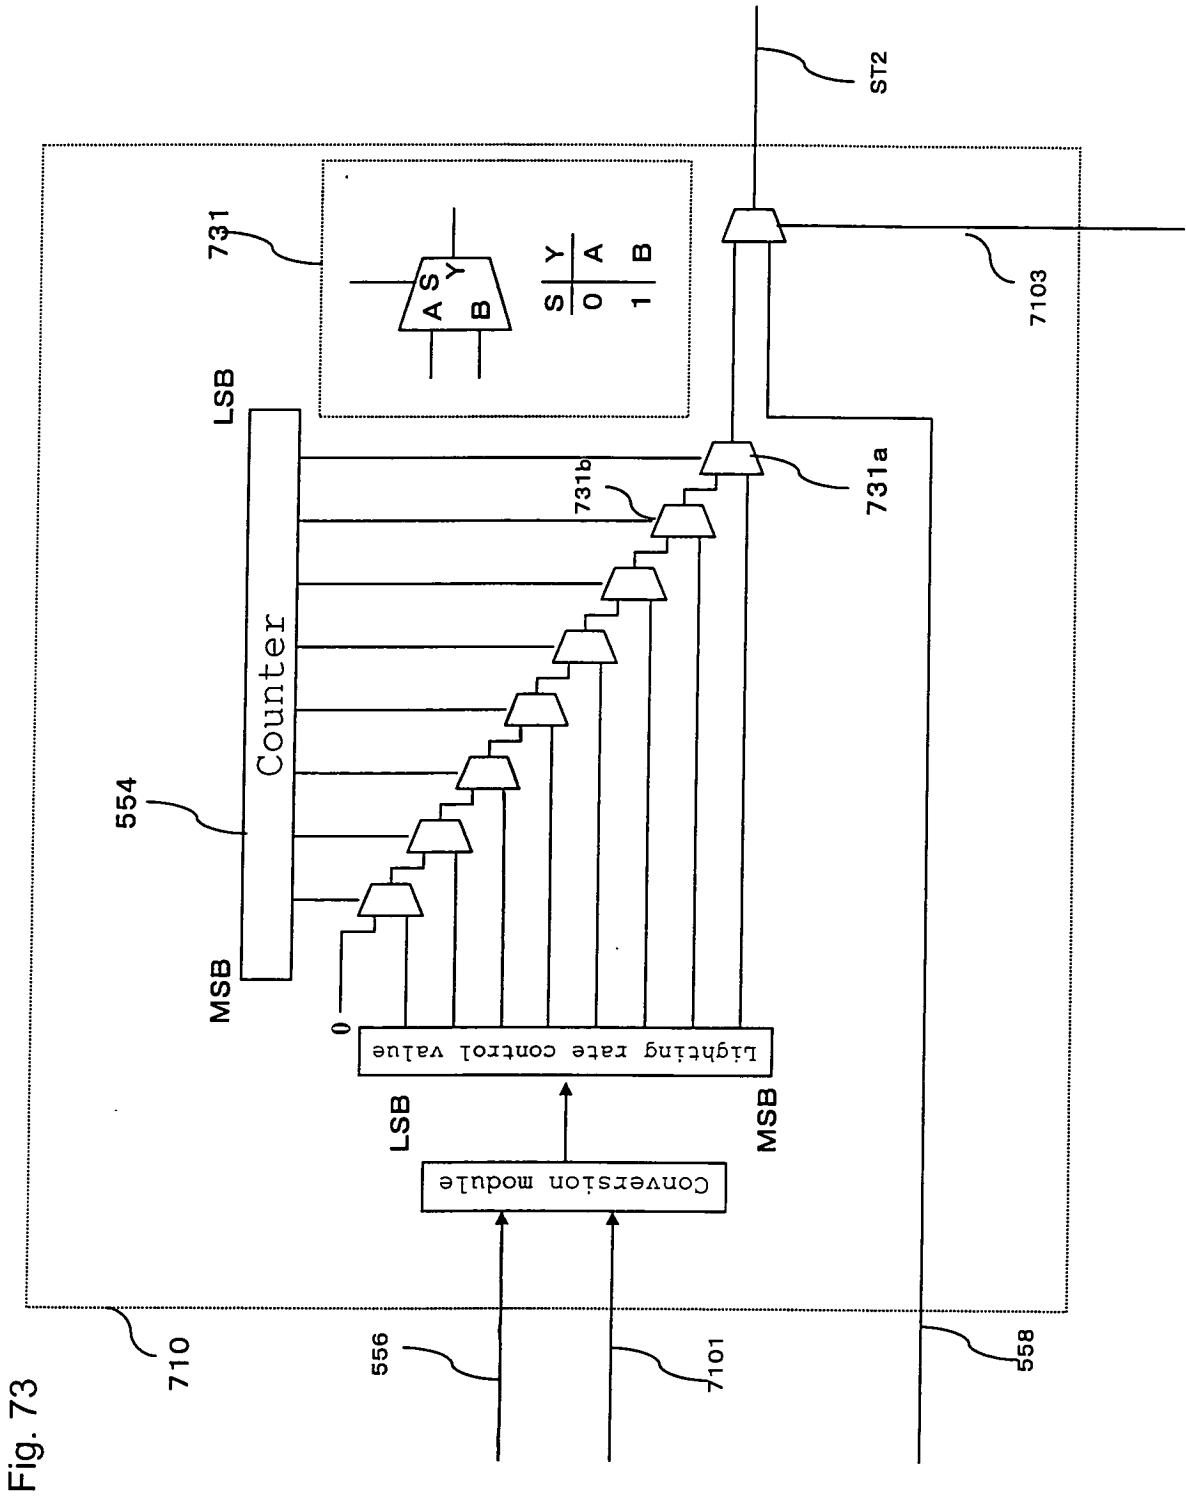 Fig. 73
710
554
MSB
Counter
LSB
731
A
S
B
Y
S Y
0 A
1 B
0
LSB
Lighting rate control value
MSB
Conversion module
731b
731a
556
7101
558
7103
ST2